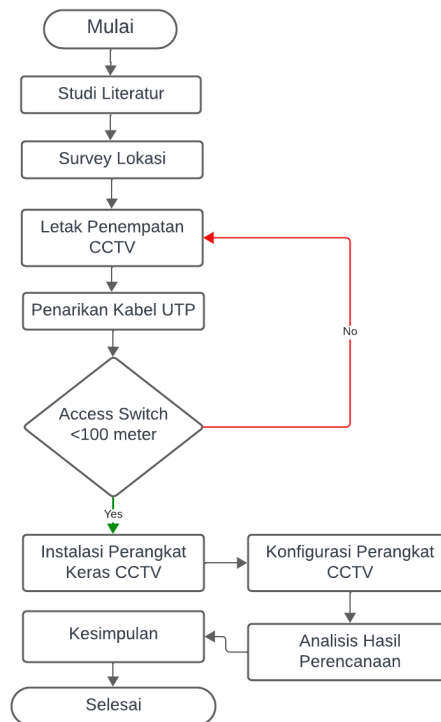 Mulai
Studi Literatur
Survey Lokasi
Letak Penempatan
CCTV
Penarikan Kabel UTP
No
Access Switch
<100 meter
Yes
Instalasi Perangkat
Keras CCTV
Konfigurasi Perangkat
CCTV
Kesimpulan
Analisis Hasil
Perencanaan
Selesai